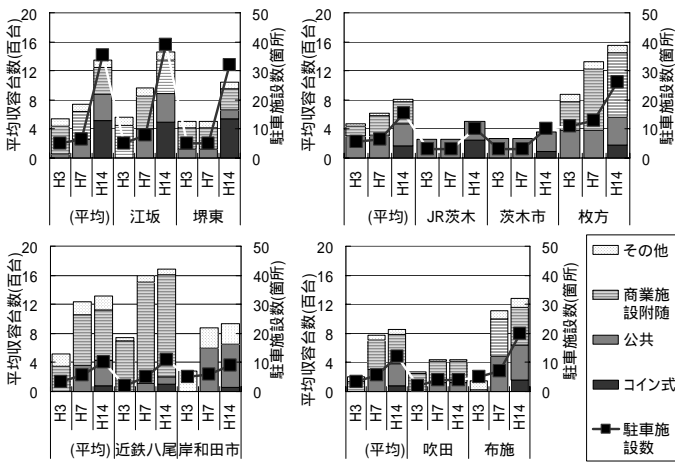 平均収容台数(百台)
20
16
12
8
4
0
50
40
30
20
10
0
駐車施設数(箇所)
H3 H7 H14 H3 H7 H14 H3 H7 H14
(平均) 江坂 堺東
平均収容台数(百台)
20
16
12
8
4
0
50
40
30
20
10
0
駐車施設数(箇所)
H3 H7 H14 H3 H7 H14 H3 H7 H14 H3 H7 H14
(平均) JR茨木 茨木市 枚方
平均収容台数(百台)
20
16
12
8
4
0
50
40
30
20
10
0
駐車施設数(箇所)
H3 H7 H14 H3 H7 H14 H3 H7 H14
(平均) 近鉄八尾 岸和田市
平均収容台数(百台)
20
16
12
8
4
0
50
40
30
20
10
0
駐車施設数(箇所)
H3 H7 H14 H3 H7 H14 H3 H7 H14
(平均) 吹田 布施
その他
商業施
設附随
公共
コイン式
駐車施
設数